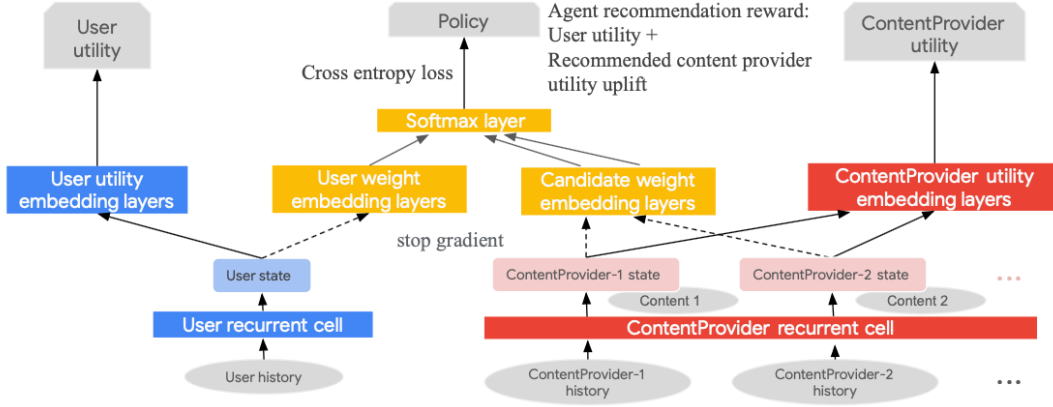 User
utility
Policy
Agent recommendation reward:
User utility +
Recommended content provider
utility uplift
ContentProvider
utility
Cross entropy loss
Softmax layer
User utility
embedding layers
User weight
embedding layers
Candidate weight
embedding layers
ContentProvider utility
embedding layers
stop gradient
User state
ContentProvider-1 state
ContentProvider-2 state
...
Content 1
Content 2
User recurrent cell
ContentProvider recurrent cell
User history
ContentProvider-1
history
ContentProvider-2
history
...